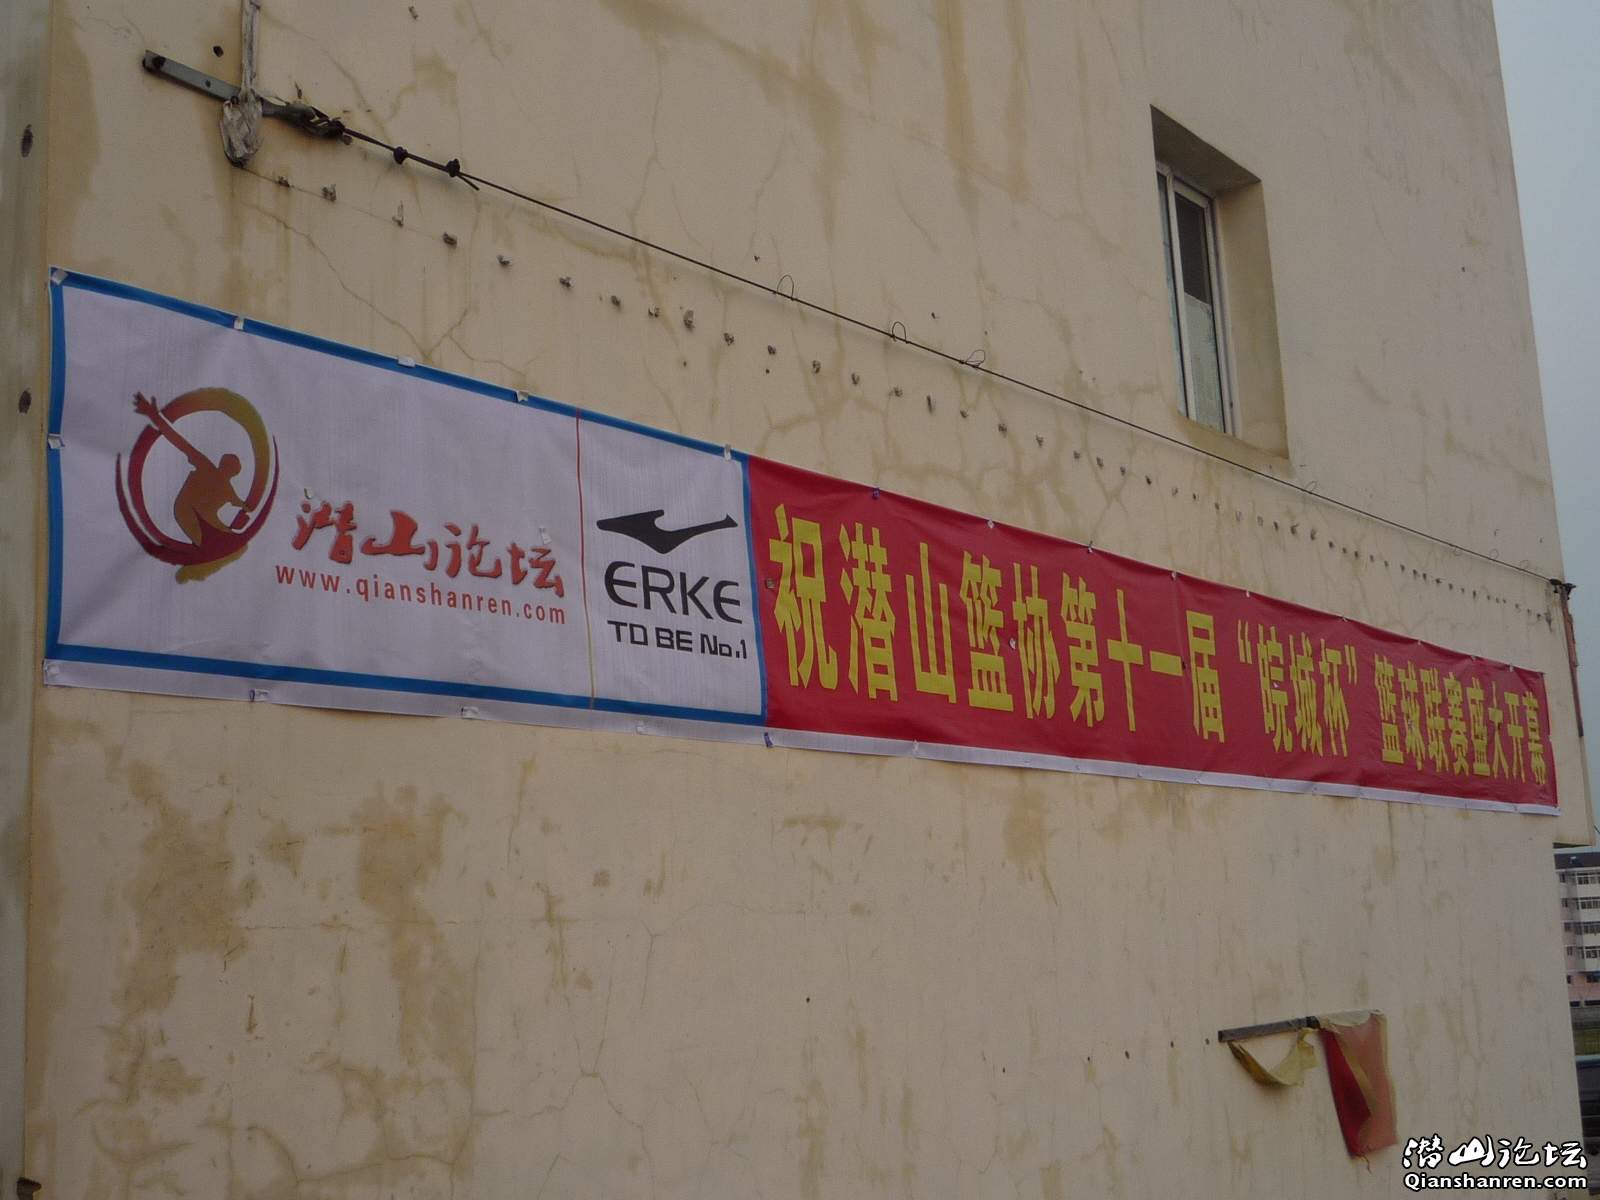 潜山论坛
www.qianshanren.com
ERKE
TO BE No.1
祝潜山篮协第十一届“皖城杯”篮球联赛盛大开幕
潜山论坛
Qianshanren.com